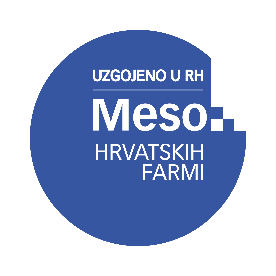 UZGOJENO U RH
Meso
HRVATSKIH
FARMI